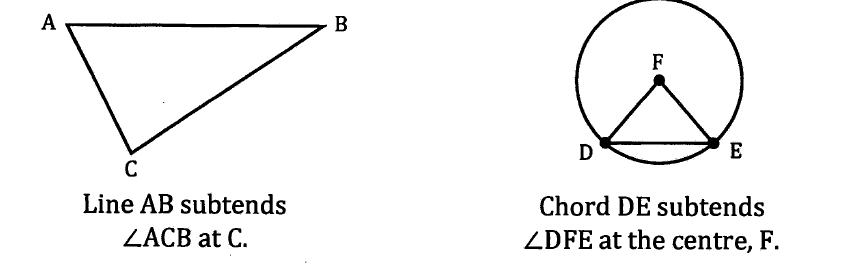 A
B
C
Line AB subtends
∠ACB at C.
F
D
E
Chord DE subtends
∠DFE at the centre, F.